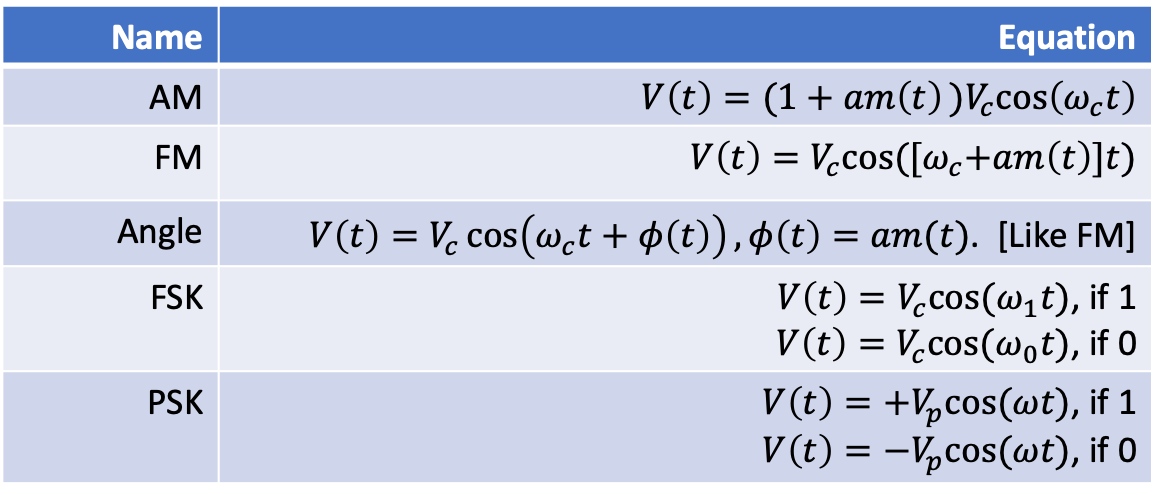 Name Equation
AM V(t) = (1 + am(t))V_c cos(ω_c t)
FM V(t) = V_c cos([ω_c+am(t)]t)
Angle V(t) = V_c cos(ω_c t + ϕ(t)), ϕ(t) = am(t). [Like FM]
FSK V(t) = V_c cos(ω_1 t), if 1
V(t) = V_c cos(ω_0 t), if 0
PSK V(t) = +V_p cos(ωt), if 1
V(t) = −V_p cos(ωt), if 0